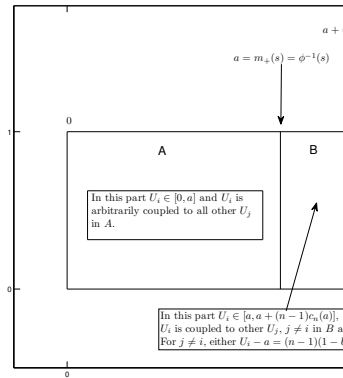 a +
a = m₊(s) = ϕ⁻¹(s)
0
1
A
B
In this part Uᵢ ∈ [0, a] and Uᵢ is
arbitrarily coupled to all other Uⱼ
in A.
0
In this part Uᵢ ∈ [a, a + (n − 1)cₙ(a)],
Uᵢ is coupled to other Uⱼ, j ≠ i in B a
For j ≠ i, either Uᵢ − a = (n − 1)(1 −
0